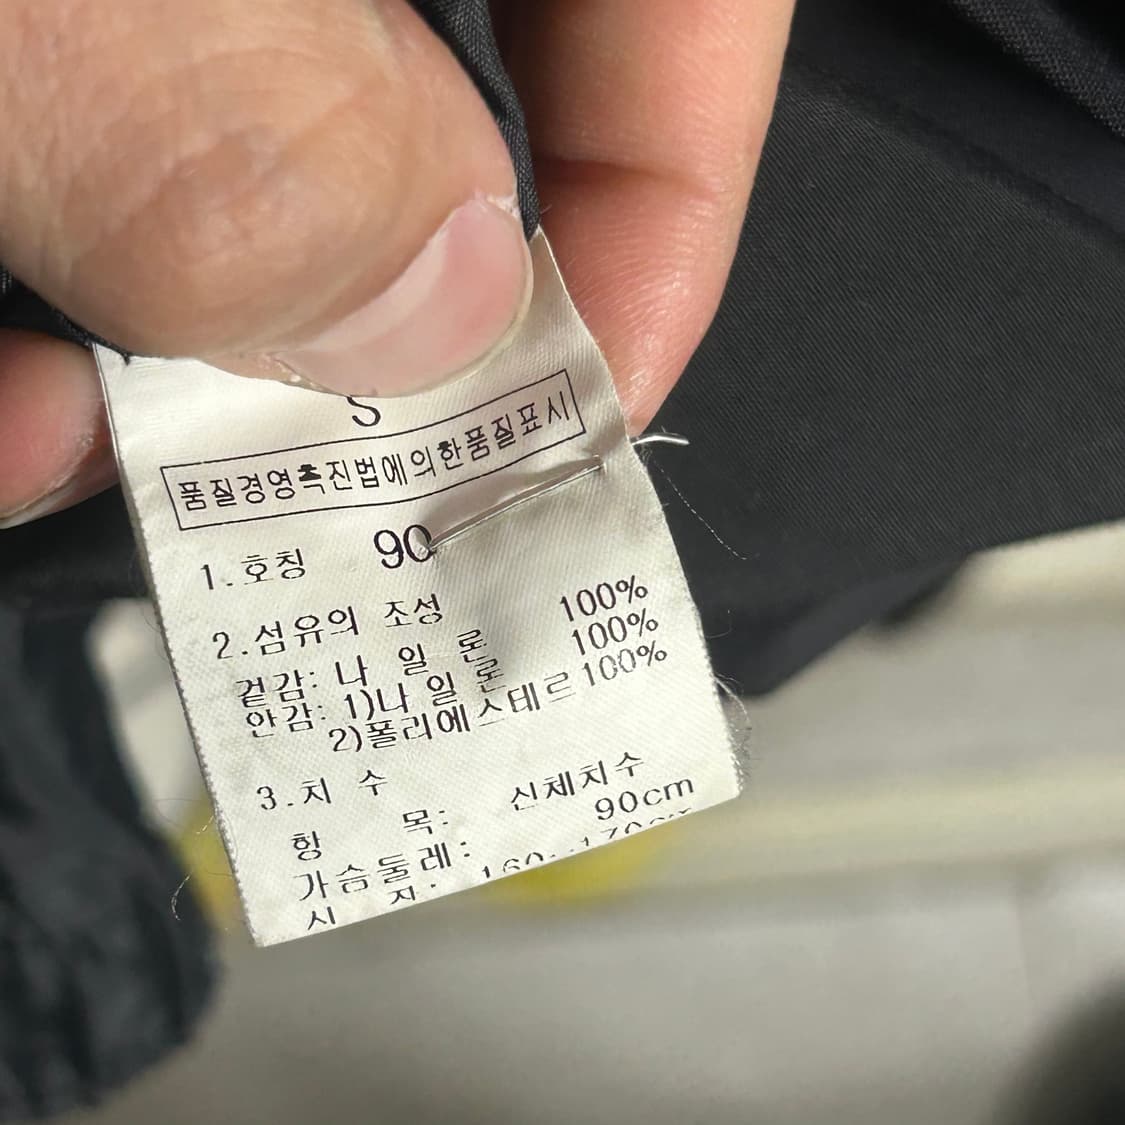 S
품질경영촉진법에의한품질표시
1.호칭 90
2.섬유의 조성
겉감: 나 일 론 100%
안감: 1)나 일 론 100%
2)폴리에스테르 100%
3.치 수
항 목: 신체치수
가슴둘레: 90cm
160~170cm